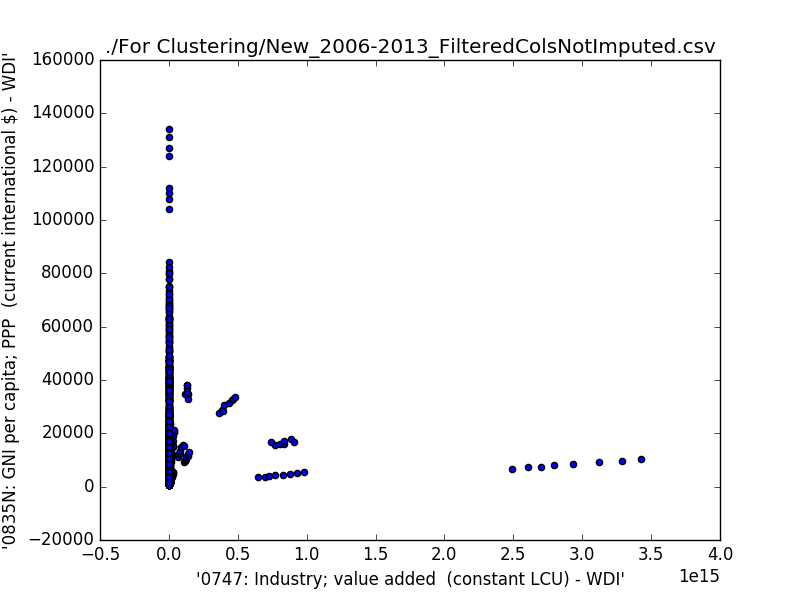 ./For Clustering/New_2006-2013_FilteredColsNotImputed.csv
160000
140000
120000
100000
80000
60000
40000
20000
0
−20000
'0835N: GNI per capita; PPP (current international $) - WDI'
−0.5 0.0 0.5 1.0 1.5 2.0 2.5 3.0 3.5 4.0
1e15
'0747: Industry; value added (constant LCU) - WDI'